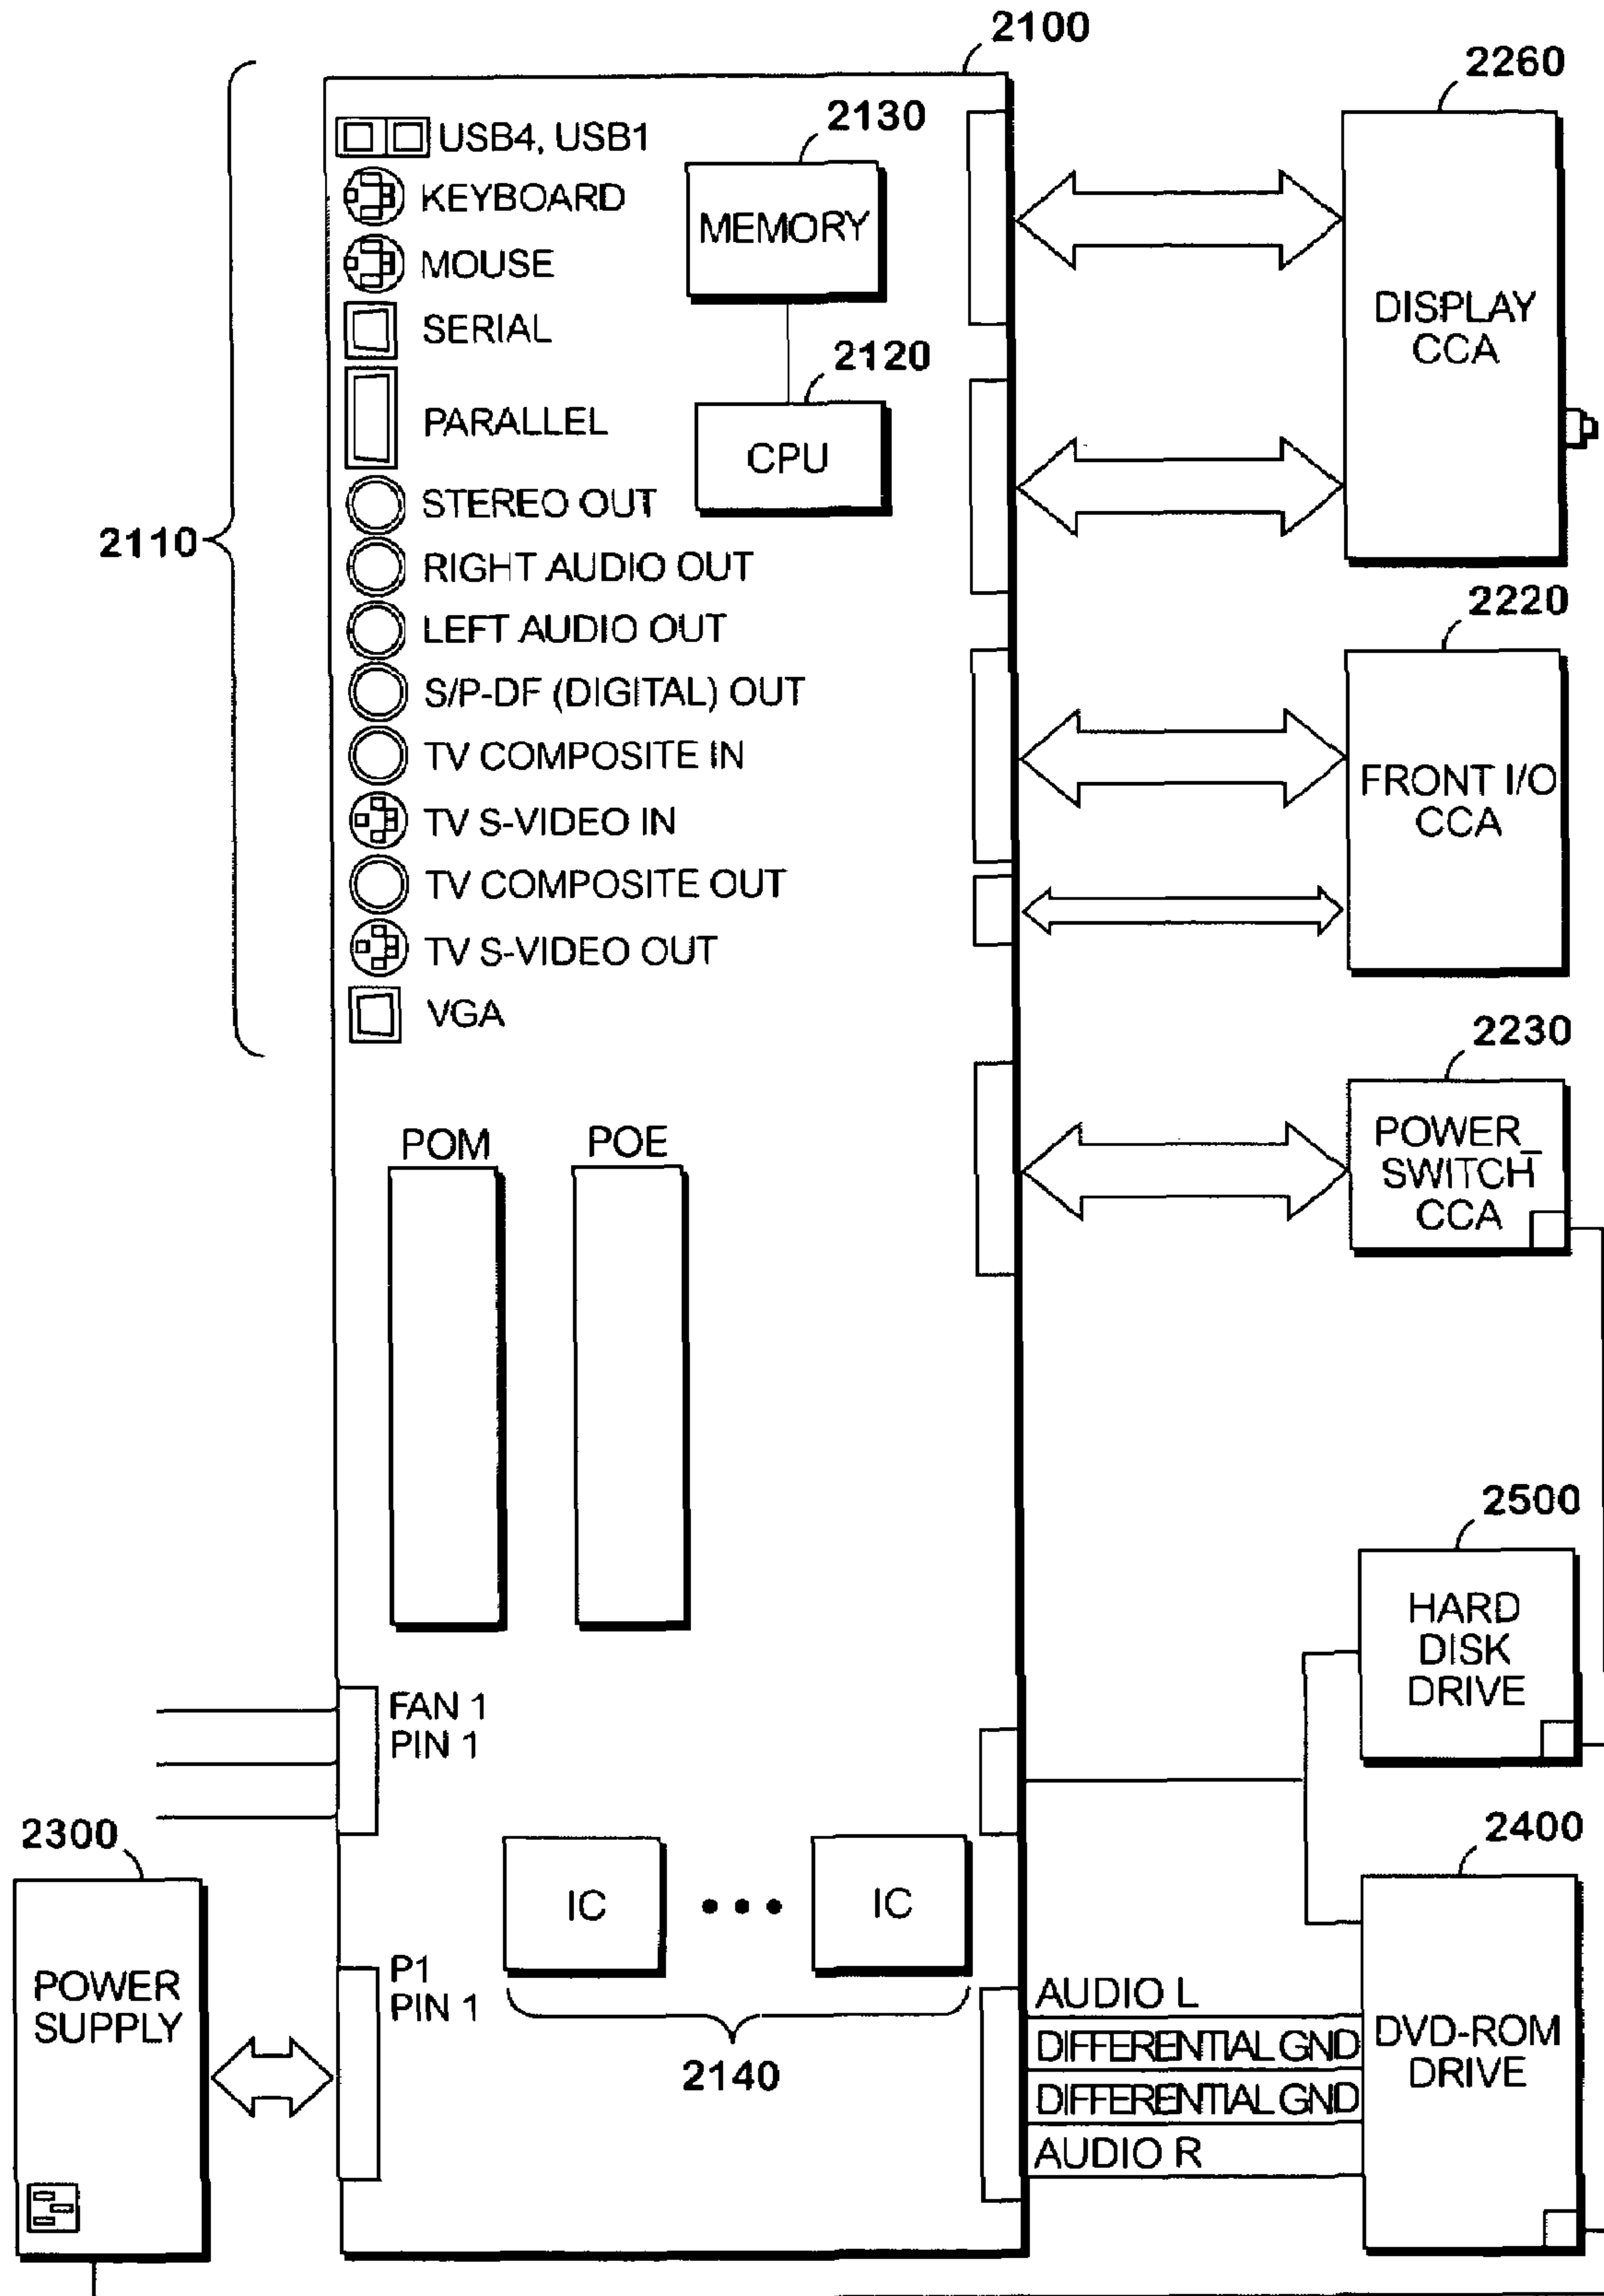 2100
2260
2130
USB4, USB1
KEYBOARD
MEMORY
MOUSE
SERIAL
DISPLAY
CCA
2120
PARALLEL
CPU
STEREO OUT
2110
RIGHT AUDIO OUT
2220
LEFT AUDIO OUT
S/P-DF (DIGITAL) OUT
TV COMPOSITE IN
FRONT I/O
CCA
TV S-VIDEO IN
TV COMPOSITE OUT
TV S-VIDEO OUT
VGA
2230
POWER
SWITCH
CCA
POM
POE
2500
HARD
DISK
DRIVE
FAN 1
PIN 1
2300
2400
IC
•••
IC
POWER
SUPPLY
P1
PIN 1
2140
AUDIO L
DIFFERENTIAL GND
DIFFERENTIAL GND
AUDIO R
DVD-ROM
DRIVE